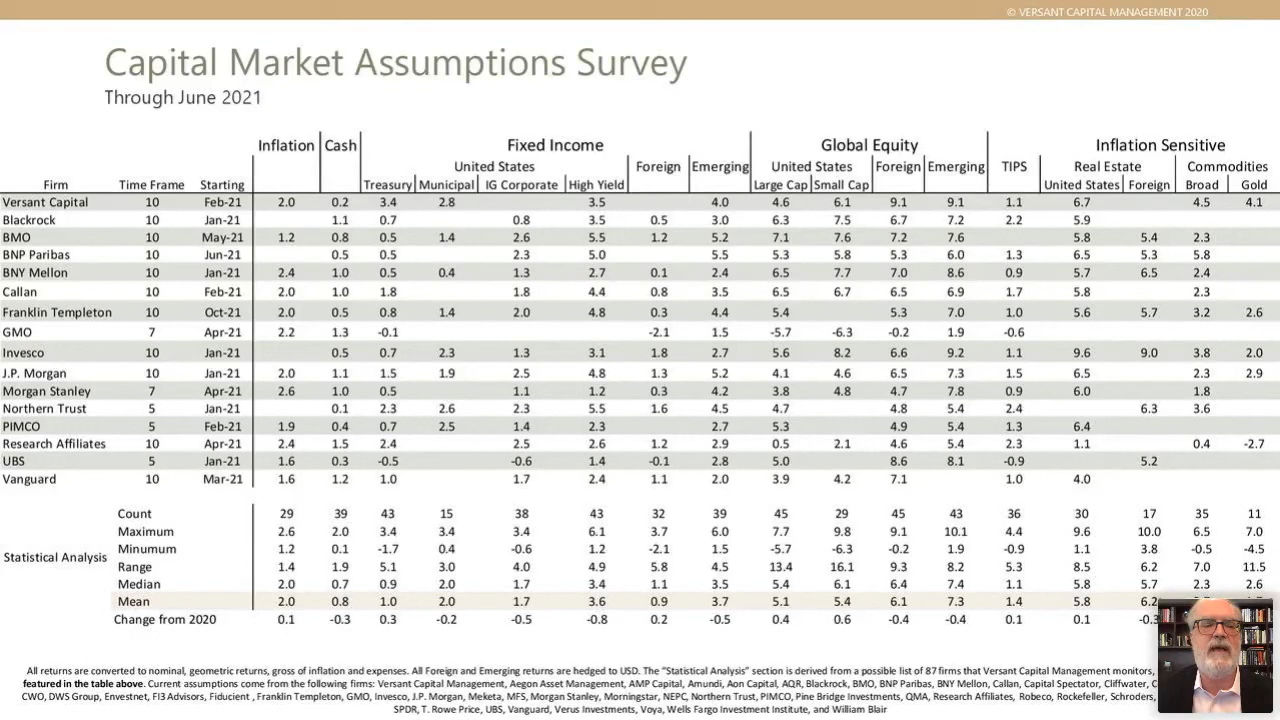 © VERSANT CAPITAL MANAGEMENT 2020
Capital Market Assumptions Survey
Through June 2021
Inflation Cash Fixed Income Global Equity Inflation Sensitive
United States Foreign Emerging United States Foreign Emerging TIPS Real Estate Commodities
Firm Time Frame Starting Treasury Municipal IG Corporate High Yield Large Cap Small Cap United States Foreign Broad Gold
Versant Capital 10 Feb-21 2.0 0.2 3.4 2.8 3.5 4.0 4.6 6.1 9.1 9.1 1.1 6.7 4.5 4.1
Blackrock 10 Jan-21 1.1 0.7 0.8 3.5 0.5 3.0 6.3 7.5 6.7 7.2 2.2 5.9
BMO 10 May-21 1.2 0.8 0.5 1.4 2.6 5.5 1.2 5.2 7.1 7.6 7.2 7.6 5.8 5.4 2.3
BNP Paribas 10 Jun-21 0.5 0.5 2.3 5.0 5.5 5.3 5.8 5.3 6.0 1.3 6.5 5.3 5.8
BNY Mellon 10 Jan-21 2.4 1.0 0.5 0.4 1.3 2.7 0.1 2.4 6.5 7.7 7.0 8.6 0.9 5.7 6.5 2.4
Callan 10 Feb-21 2.0 1.0 1.8 1.8 4.4 0.8 3.5 6.5 6.7 6.5 6.9 1.7 5.8 2.3
Franklin Templeton 10 Oct-21 2.0 0.5 0.8 1.4 2.0 4.8 0.3 4.4 5.4 5.3 7.0 1.0 5.6 5.7 3.2 2.6
GMO 7 Apr-21 2.2 1.3 -0.1 -2.1 1.5 -5.7 -6.3 -0.2 1.9 -0.6
Invesco 10 Jan-21 0.5 0.7 2.3 1.3 3.1 1.8 2.7 5.6 8.2 6.6 9.2 1.1 9.6 9.0 3.8 2.0
J.P. Morgan 10 Jan-21 2.0 1.1 1.5 1.9 2.5 4.8 1.3 5.2 4.1 4.6 6.5 7.3 1.5 6.5 2.3 2.9
Morgan Stanley 7 Apr-21 2.6 1.0 0.5 1.1 1.2 0.3 4.2 3.8 4.8 4.7 7.8 0.9 6.0 1.8
Northern Trust 5 Jan-21 0.1 2.3 2.6 2.3 5.5 1.6 4.5 4.7 4.8 5.4 2.4 6.3 3.6
PIMCO 5 Feb-21 1.9 0.4 0.7 2.5 1.4 2.3 2.7 5.3 4.9 5.4 1.3 6.4
Research Affiliates 10 Apr-21 2.4 1.5 2.4 2.5 2.6 1.2 2.9 0.5 2.1 4.6 5.4 2.3 1.1 0.4 -2.7
UBS 5 Jan-21 1.6 0.3 -0.5 -0.6 1.4 -0.1 2.8 5.0 8.6 8.1 -0.9 5.2
Vanguard 10 Mar-21 1.6 1.2 1.0 1.7 2.4 1.1 2.0 3.9 4.2 7.1 1.0 4.0
Statistical Analysis
Count 29 39 43 15 38 43 32 39 45 29 45 43 36 30 17 35 11
Maximum 2.6 2.0 3.4 3.4 3.4 6.1 3.7 6.0 7.7 9.8 9.1 10.1 4.4 9.6 10.0 6.5 7.0
Minumum 1.2 0.1 -1.7 0.4 -0.6 1.2 -2.1 1.5 -5.7 -6.3 -0.2 1.9 -0.9 1.1 3.8 -0.5 -4.5
Range 1.4 1.9 5.1 3.0 4.0 4.9 5.8 4.5 13.4 16.1 9.3 8.2 5.3 8.5 6.2 7.0 11.5
Median 2.0 0.7 0.9 2.0 1.7 3.4 1.1 3.5 5.4 6.1 6.4 7.4 1.1 5.8 5.7 2.3 2.6
Mean 2.0 0.8 1.0 2.0 1.7 3.6 0.9 3.7 5.1 5.4 6.1 7.3 1.4 5.8 6.2
Change from 2020 0.1 -0.3 0.3 -0.2 -0.5 -0.8 0.2 -0.5 0.4 0.6 -0.4 -0.4 0.1 0.1
All returns are converted to nominal, geometric returns, gross of inflation and expenses. All Foreign and Emerging returns are hedged to USD. The "Statistical Analysis" section is derived from a possible list of 87 firms that Versant Capital Management monitors,
featured in the table above. Current assumptions come from the following firms: Versant Capital Management, Aegon Asset Management, AMP Capital, Amundi, Aon Capital, AQR, Blackrock, BMO, BNP Paribas, BNY Mellon, Callan, Capital Spectator, Cliffwater,
CWO, DWS Group, Envestnet, FI3 Advisors, Fiducient , Franklin Templeton, GMO, Invesco, J.P. Morgan, Meketa, MFS, Morgan Stanley, Morningstar, NEPC, Northern Trust, PIMCO, Pine Bridge Investments, QMA, Research Affiliates, Robeco, Rockefeller, Schroders,
SPDR, T. Rowe Price, UBS, Vanguard, Verus Investments, Voya, Wells Fargo Investment Institute, and William Blair